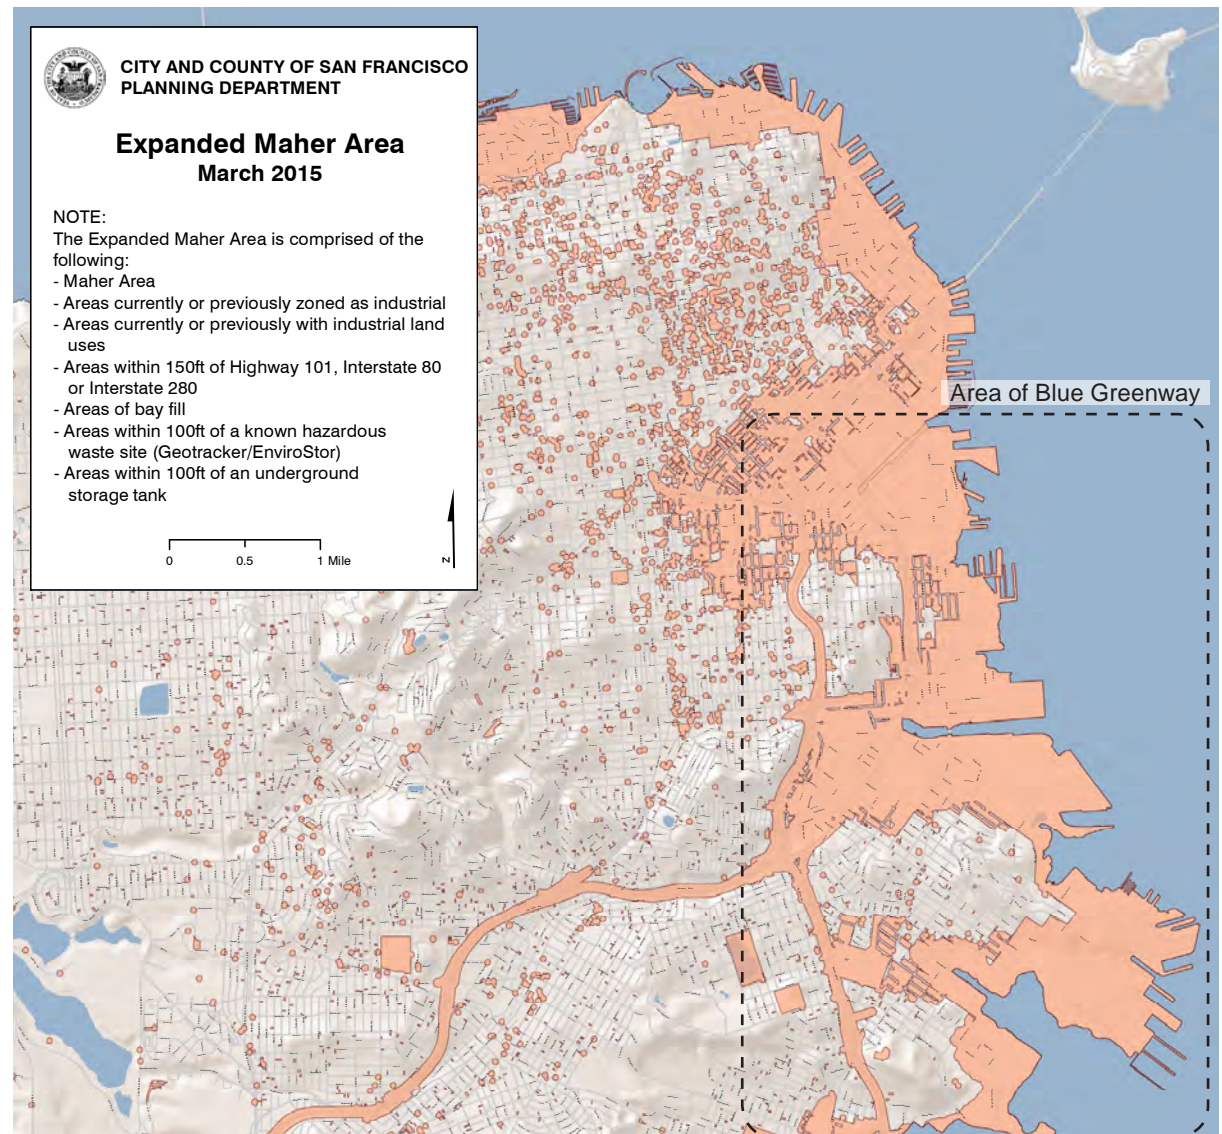 CITY AND COUNTY OF SAN FRANCISCO
PLANNING DEPARTMENT
Expanded Maher Area
March 2015
NOTE:
The Expanded Maher Area is comprised of the
following:
- Maher Area
- Areas currently or previously zoned as industrial
- Areas currently or previously with industrial land
uses
- Areas within 150ft of Highway 101, Interstate 80
or Interstate 280
- Areas of bay fill
- Areas within 100ft of a known hazardous
waste site (Geotracker/EnviroStor)
- Areas within 100ft of an underground
storage tank
0 0.5 1 Mile
N
Area of Blue Greenway